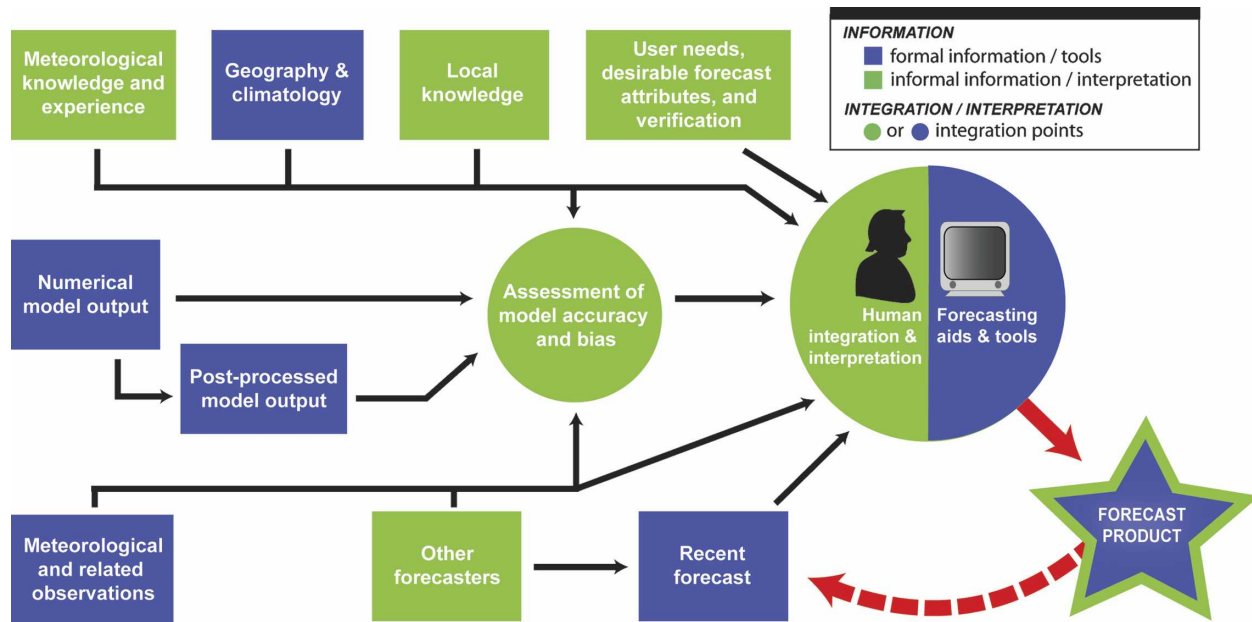 Meteorological
knowledge and
experience
Geography &
climatology
Local
knowledge
User needs,
desirable forecast
attributes, and
verification
INFORMATION
formal information / tools
informal information / interpretation
INTEGRATION / INTERPRETATION
or
integration points
Numerical
model output
Post-processed
model output
Assessment of
model accuracy
and bias
Human
integration &
interpretation
Forecasting
aids & tools
Meteorological
and related
observations
Other
forecasters
Recent
forecast
FORECAST
PRODUCT